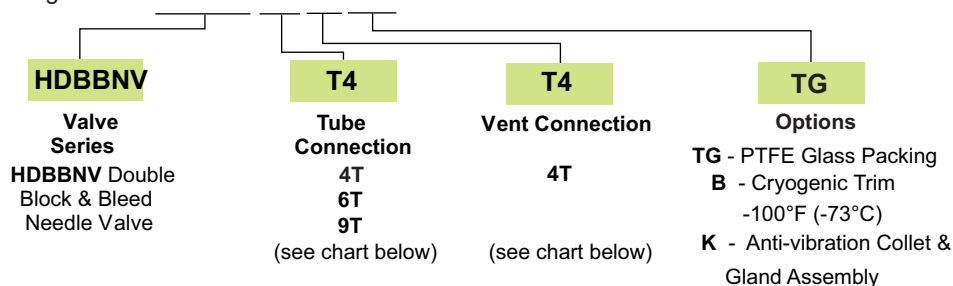 HDBBNV T4 T4 TG
Valve
Series
HDBBNV Double
Block & Bleed
Needle Valve
Tube
Connection
4T
6T
9T
(see chart below)
Vent Connection
4T
(see chart below)
Options
TG - PTFE Glass Packing
B - Cryogenic Trim
-100°F (-73°C)
K - Anti-vibration Collet &
Gland Assembly